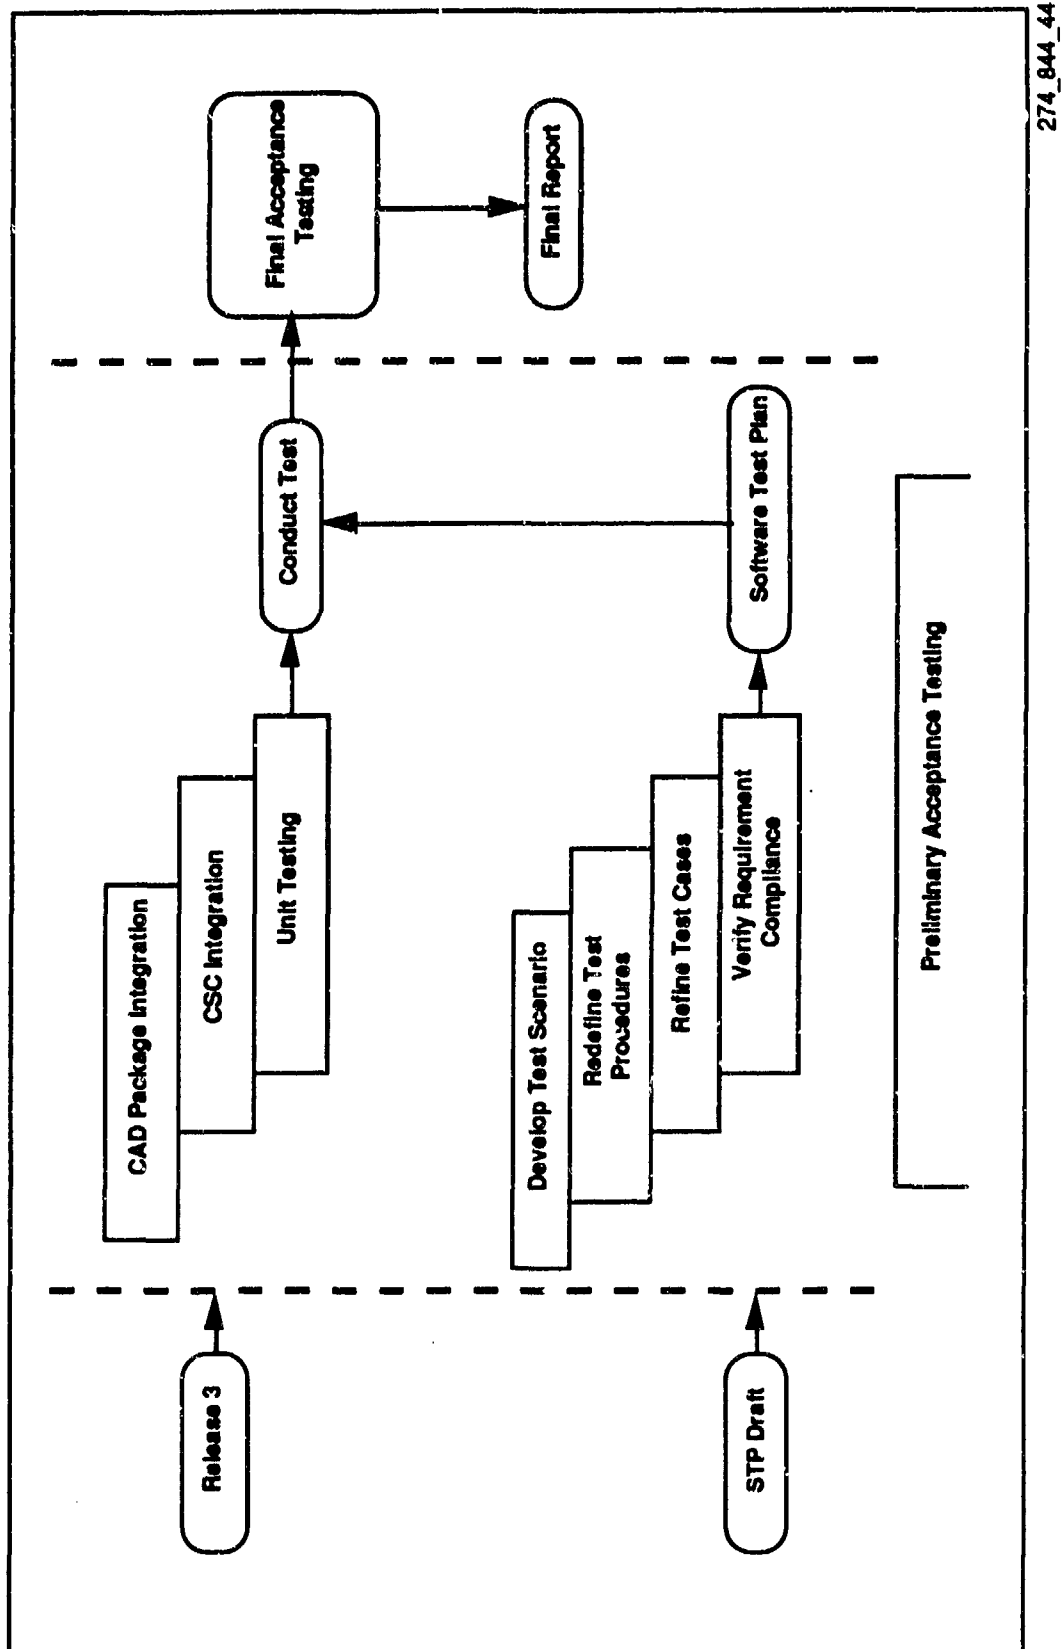 Release 3
CAD Package Integration
CSC Integration
Unit Testing
Conduct Test
Final Acceptance
Testing
Final Report
STP Draft
Develop Test Scenario
Redefine Test
Procedures
Refine Test Cases
Verify Requirement
Compliance
Software Test Plan
Preliminary Acceptance Testing
274_844_44